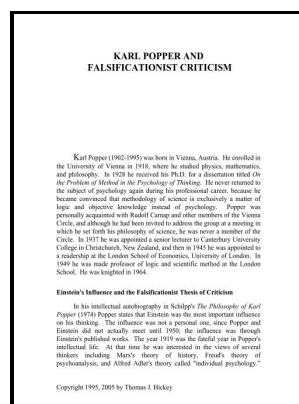 KARL POPPER AND
FALSIFICATIONIST CRITICISM
Karl Popper (1902-1995) was born in Vienna, Austria. He enrolled in
the University of Vienna in 1918, where he studied physics, mathematics,
and philosophy. In 1928 he received his Ph.D. for a dissertation titled On
the Problem of Method in the Psychology of Thinking. He never returned to
the subject of psychology again during his professional career, because he
became convinced that methodology of science is exclusively a matter of
logic and objective knowledge instead of psychology. Popper was
personally acquainted with Rudolf Carnap and other members of the Vienna
Circle, and although he had been invited to address the group at a meeting in
which he set forth his philosophy of science, he was never a member of the
Circle. In 1937 he was appointed a senior lecturer to Canterbury University
College in Christchurch, New Zealand, and then in 1945 he was appointed to
a readership at the London School of Economics, University of London. In
1949 he was made professor of logic and scientific method at the London
School. He was knighted in 1964.
Einstein's Influence and the Falsificationist Thesis of Criticism
In his intellectual autobiography in Schilpp's The Philosophy of Karl
Popper (1974) Popper states that Einstein was the most important influence
on his thinking. The influence was not a personal one, since Popper and
Einstein did not actually meet until 1950; the influence was through
Einstein's published works. The year 1919 was the fateful year in Popper's
intellectual life. At that time he was interested in the views of several
thinkers including Marx's theory of history, Freud's theory of
psychoanalysis, and Alfred Adler's theory called "individual psychology."
Copyright 1995, 2005 by Thomas J. Hickey